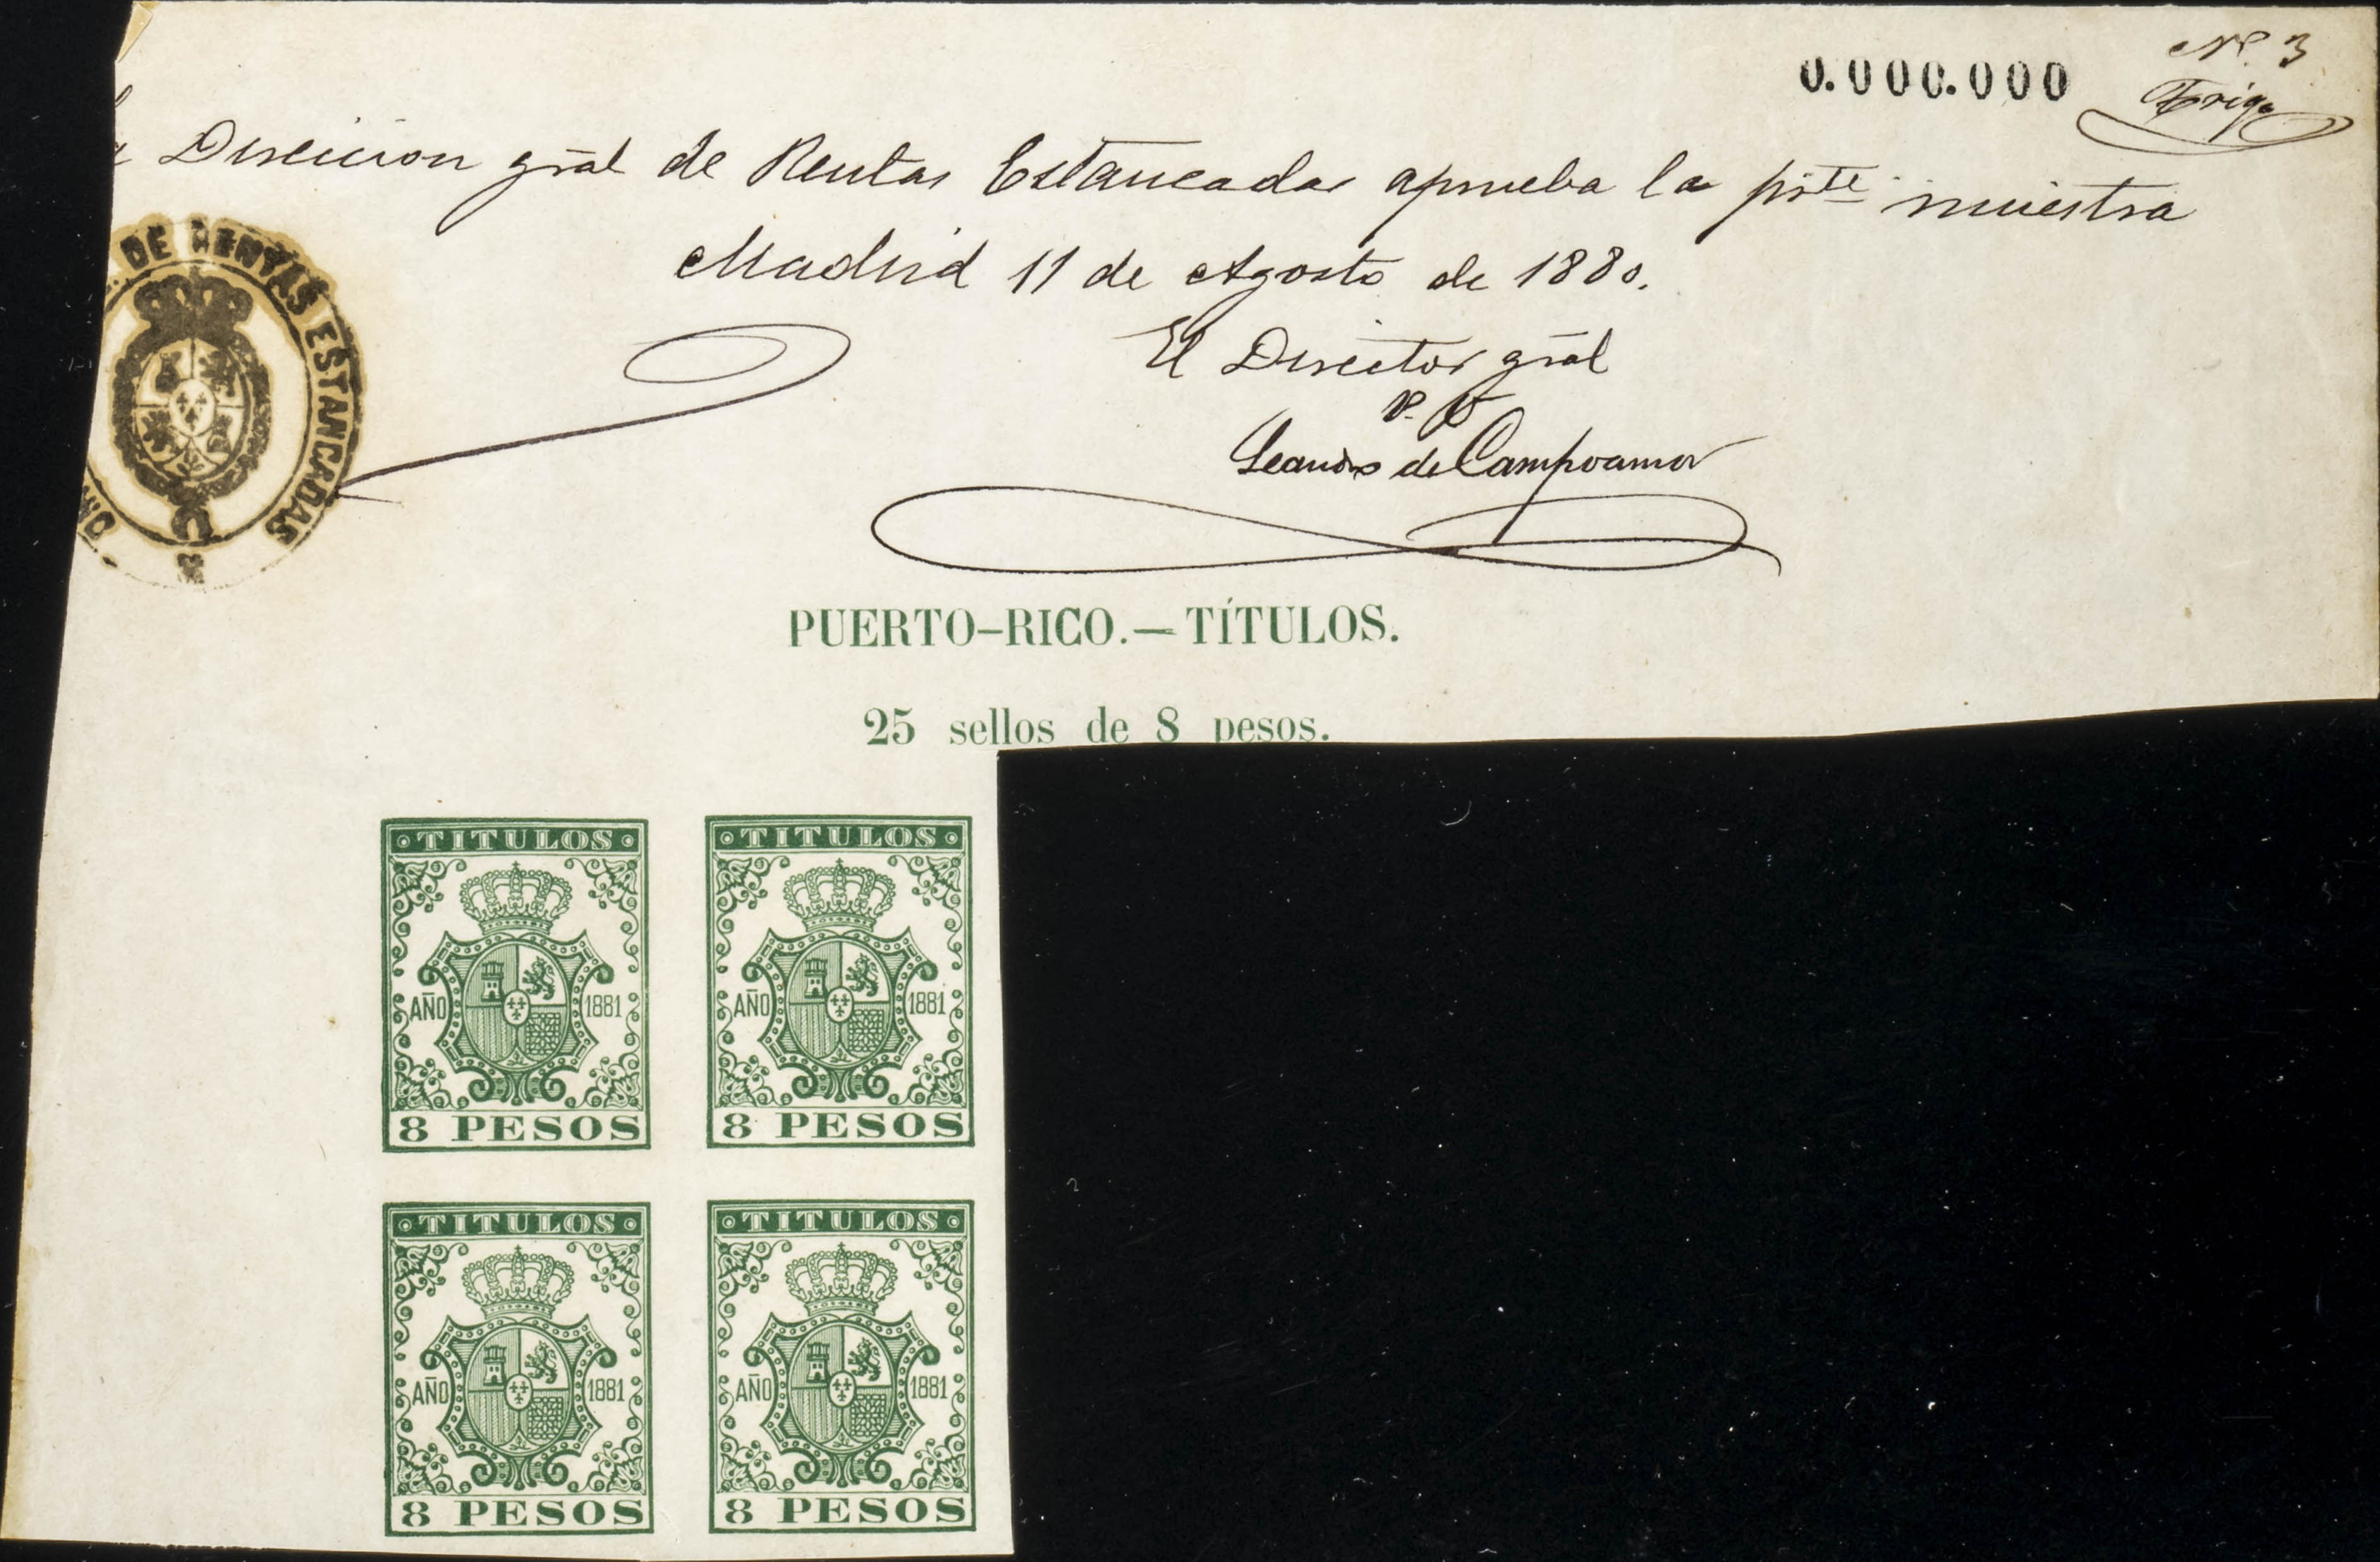 Nº 3
0.000.000
Trigo
Direccion gral de Rentas Estancadas aprueba la pnte muestra
Madrid 11 de Agosto de 1880.
DE RENTAS ESTANCADAS
El Director gral
P. O
Leandro de Campoamor
PUERTO-RICO.—TÍTULOS.
25 sellos de 8 pesos.
TITULOS TITULOS
AÑO 1881 AÑO 1881
8 PESOS 8 PESOS
TITULOS TITULOS
AÑO 1881 AÑO 1881
8 PESOS 8 PESOS